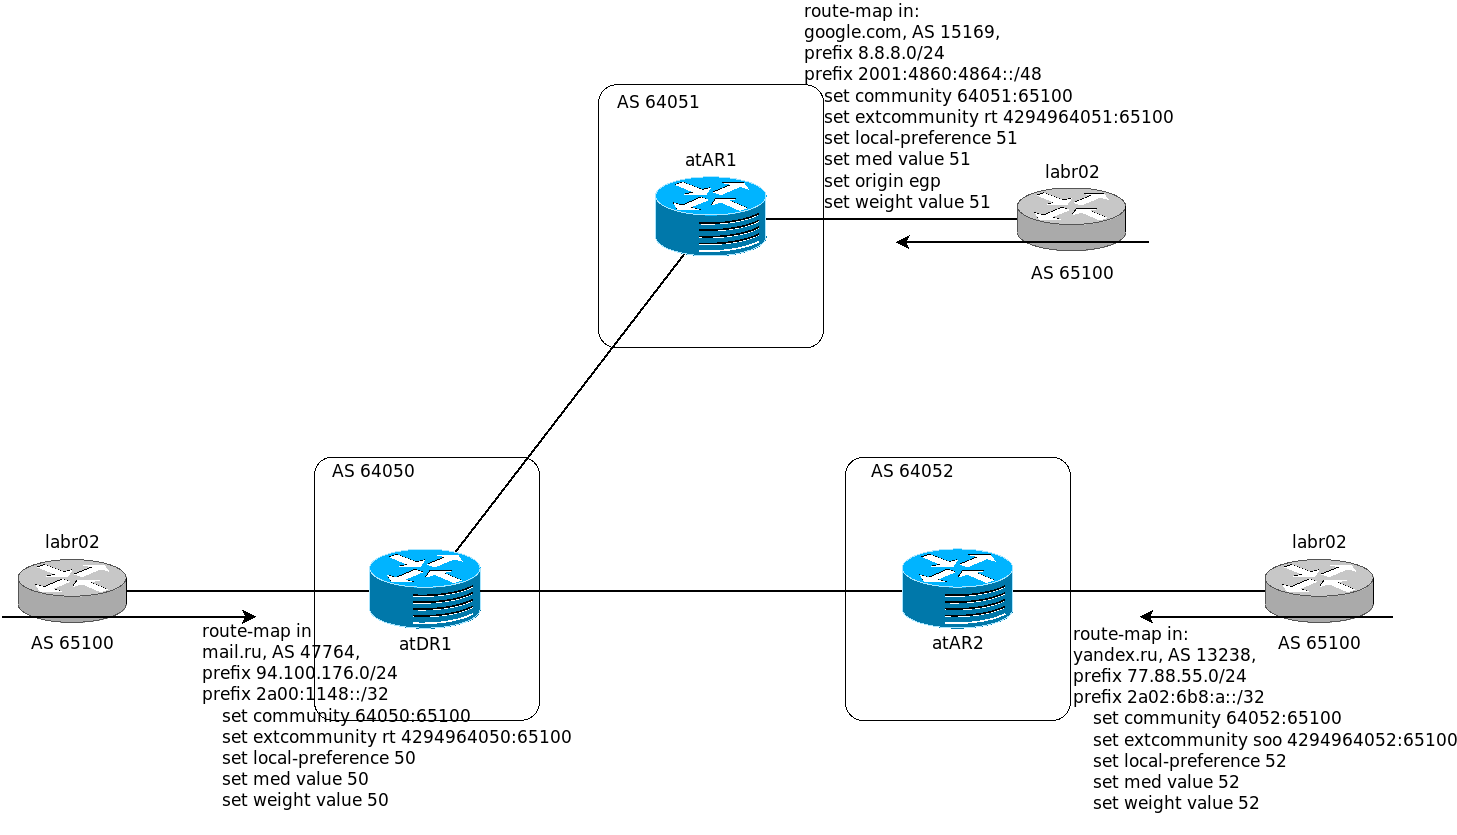 route-map in:
google.com, AS 15169,
prefix 8.8.8.0/24
prefix 2001:4860:4864::/48
set community 64051:65100
set extcommunity rt 4294964051:65100
set local-preference 51
set med value 51
set origin egp
set weight value 51
AS 64051
atAR1
labr02
AS 65100
AS 64050
AS 64052
labr02
AS 65100
atDR1
atAR2
labr02
AS 65100
route-map in
mail.ru, AS 47764,
prefix 94.100.176.0/24
prefix 2a00:1148::/32
set community 64050:65100
set extcommunity rt 4294964050:65100
set local-preference 50
set med value 50
set weight value 50
route-map in:
yandex.ru, AS 13238,
prefix 77.88.55.0/24
prefix 2a02:6b8:a::/32
set community 64052:65100
set extcommunity soo 4294964052:65100
set local-preference 52
set med value 52
set weight value 52